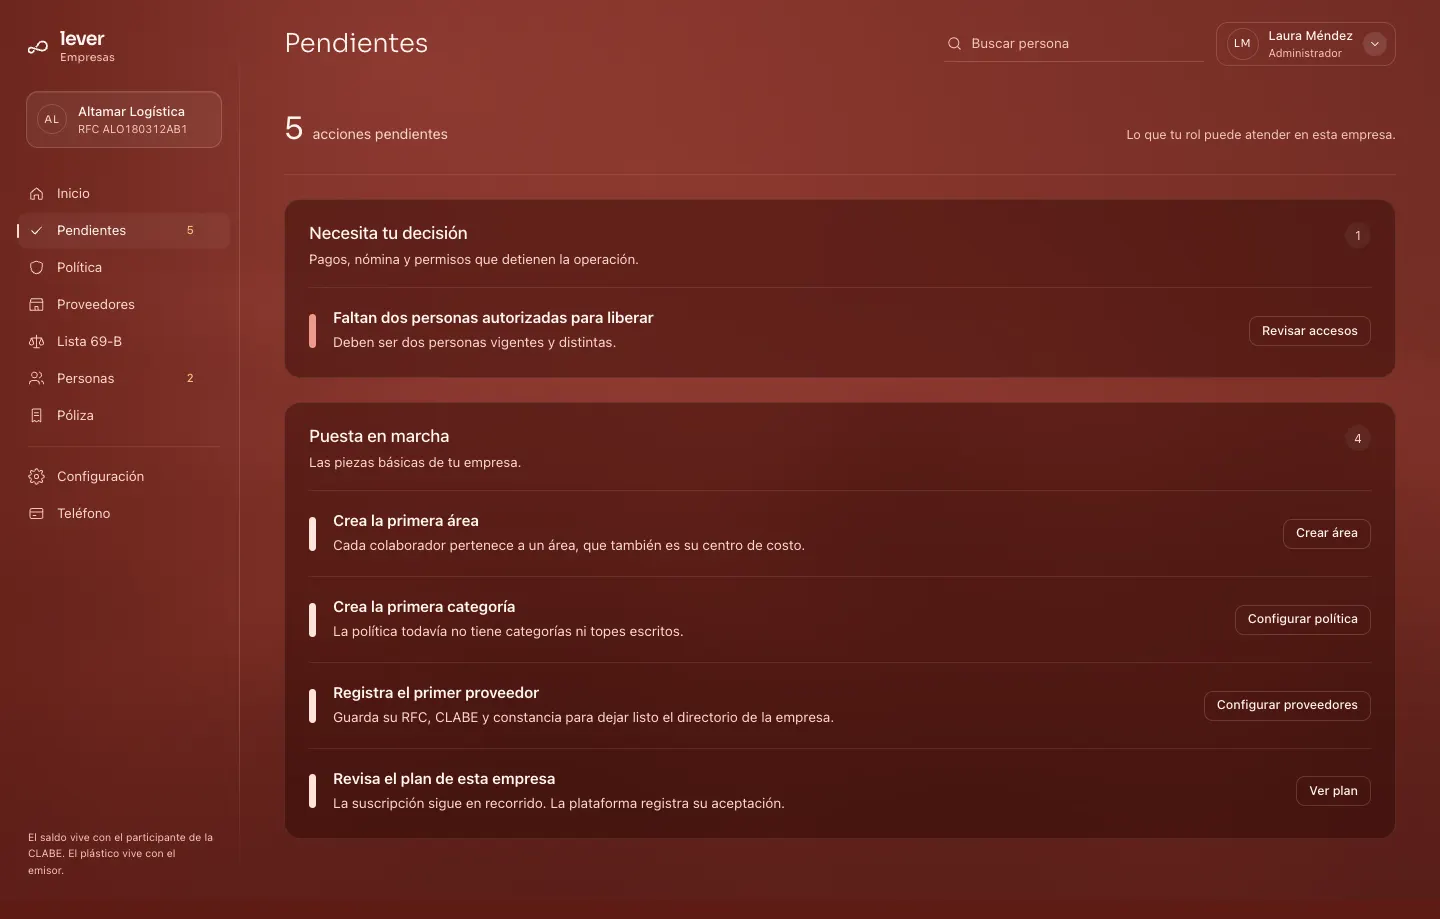 lever
Empresas
AL
Altamar Logística
RFC ALO180312AB1
Inicio
Pendientes 5
Política
Proveedores
Lista 69-B
Personas 2
Póliza
Configuración
Teléfono
El saldo vive con el participante de la
CLABE. El plástico vive con el
emisor.
Pendientes
Buscar persona
LM
Laura Méndez
Administrador
5 acciones pendientes
Lo que tu rol puede atender en esta empresa.
Necesita tu decisión
1
Pagos, nómina y permisos que detienen la operación.
Faltan dos personas autorizadas para liberar
Deben ser dos personas vigentes y distintas.
Revisar accesos
Puesta en marcha
4
Las piezas básicas de tu empresa.
Crea la primera área
Cada colaborador pertenece a un área, que también es su centro de costo.
Crear área
Crea la primera categoría
La política todavía no tiene categorías ni topes escritos.
Configurar política
Registra el primer proveedor
Guarda su RFC, CLABE y constancia para dejar listo el directorio de la empresa.
Configurar proveedores
Revisa el plan de esta empresa
La suscripción sigue en recorrido. La plataforma registra su aceptación.
Ver plan